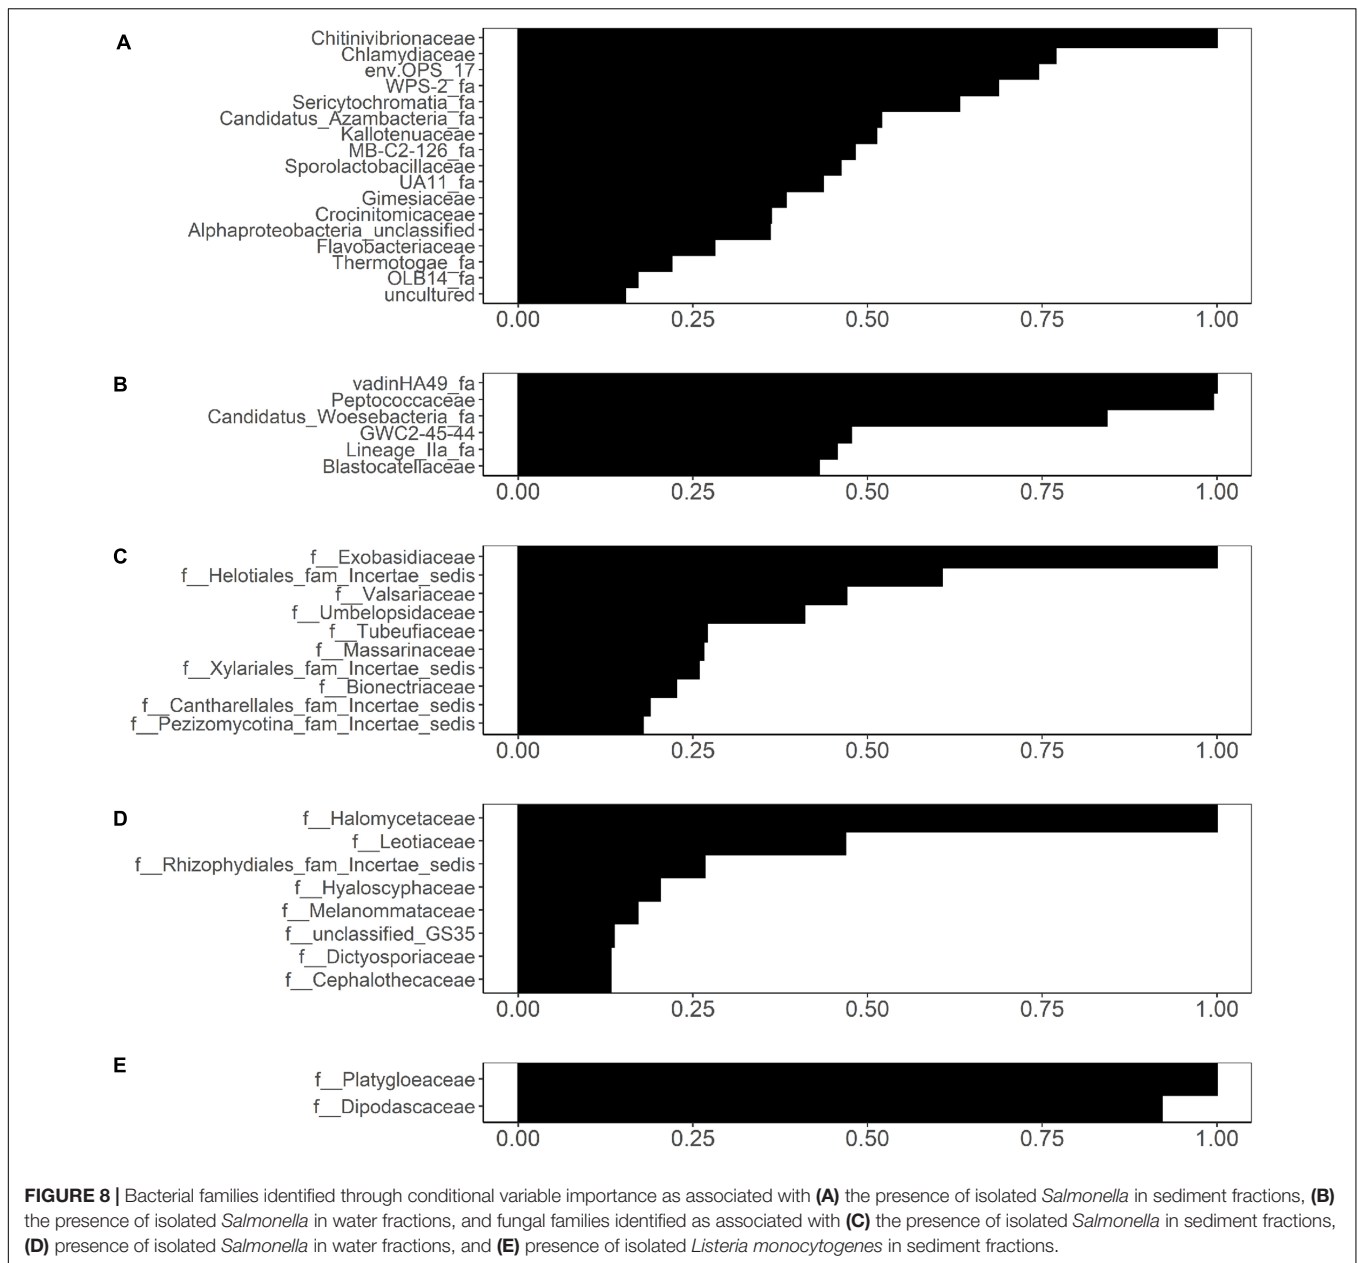 A
Chitinivibrionaceae
Chlamydiaceae
env.OPS_17
WPS-2_fa
Sericytochromatia_fa
Candidatus_Azambacteria_fa
Kallotenuaceae
MB-C2-126_fa
Sporolactobacillaceae
UA11_fa
Gimesiaceae
Crocinitomicaceae
Alphaproteobacteria_unclassified
Flavobacteriaceae
Thermotogae_fa
OLB14_fa
uncultured
0.00 0.25 0.50 0.75 1.00
B
vadinHA49_fa
Peptococcaceae
Candidatus_Woesebacteria_fa
GWC2-45-44
Lineage_IIa_fa
Blastocatellaceae
0.00 0.25 0.50 0.75 1.00
C
f__Exobasidiaceae
f__Helotiales_fam_Incertae_sedis
f__Valsariaceae
f__Umbelopsidaceae
f__Tubeufiaceae
f__Massarinaceae
f__Xylariales_fam_Incertae_sedis
f__Bionectriaceae
f__Cantharellales_fam_Incertae_sedis
f__Pezizomycotina_fam_Incertae_sedis
0.00 0.25 0.50 0.75 1.00
D
f__Halomycetaceae
f__Leotiaceae
f__Rhizophydiales_fam_Incertae_sedis
f__Hyaloscyphaceae
f__Melanommataceae
f__unclassified_GS35
f__Dictyosporiaceae
f__Cephalothecaceae
0.00 0.25 0.50 0.75 1.00
E
f__Platygloeaceae
f__Dipodascaceae
0.00 0.25 0.50 0.75 1.00
FIGURE 8 | Bacterial families identified through conditional variable importance as associated with (A) the presence of isolated Salmonella in sediment fractions, (B)
the presence of isolated Salmonella in water fractions, and fungal families identified as associated with (C) the presence of isolated Salmonella in sediment fractions,
(D) presence of isolated Salmonella in water fractions, and (E) presence of isolated Listeria monocytogenes in sediment fractions.